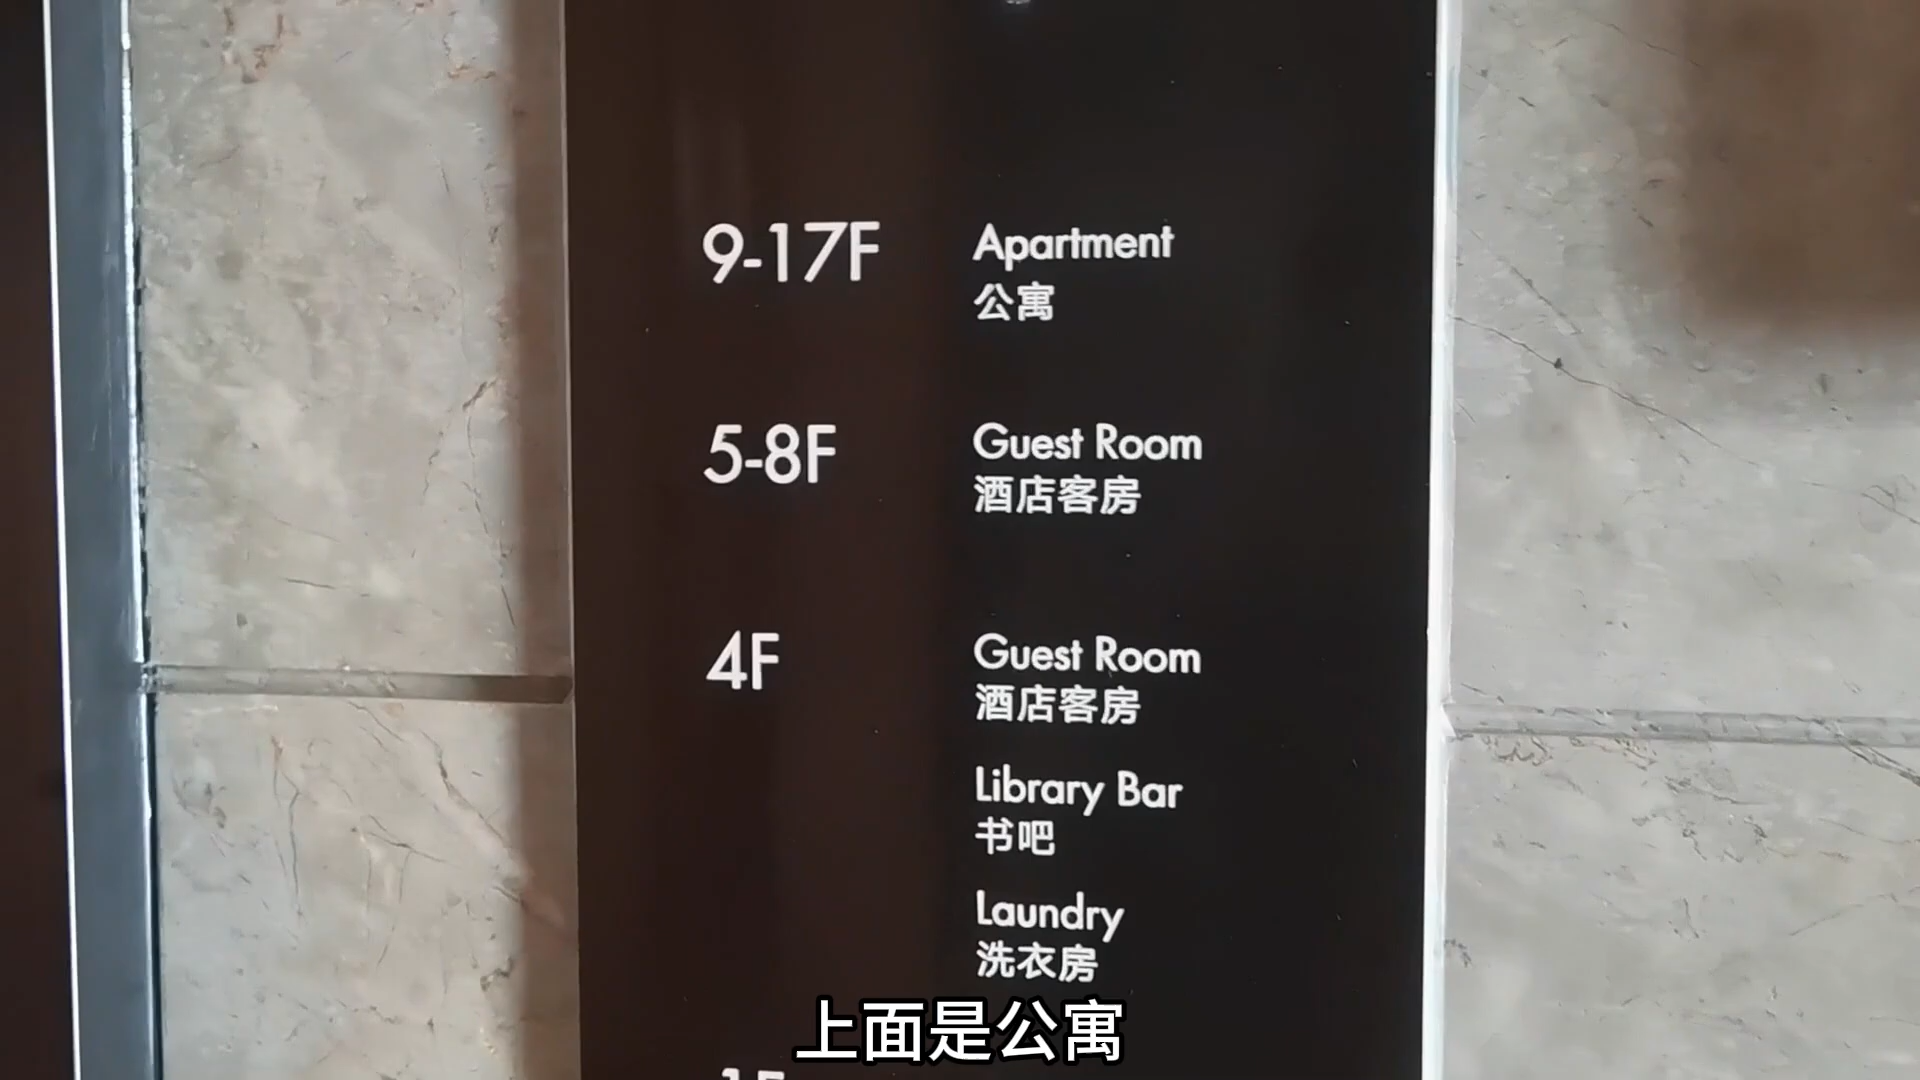 9-17F Apartment
公寓
5-8F Guest Room
酒店客房
4F Guest Room
酒店客房
Library Bar
书吧
Laundry
洗衣房
上面是公寓